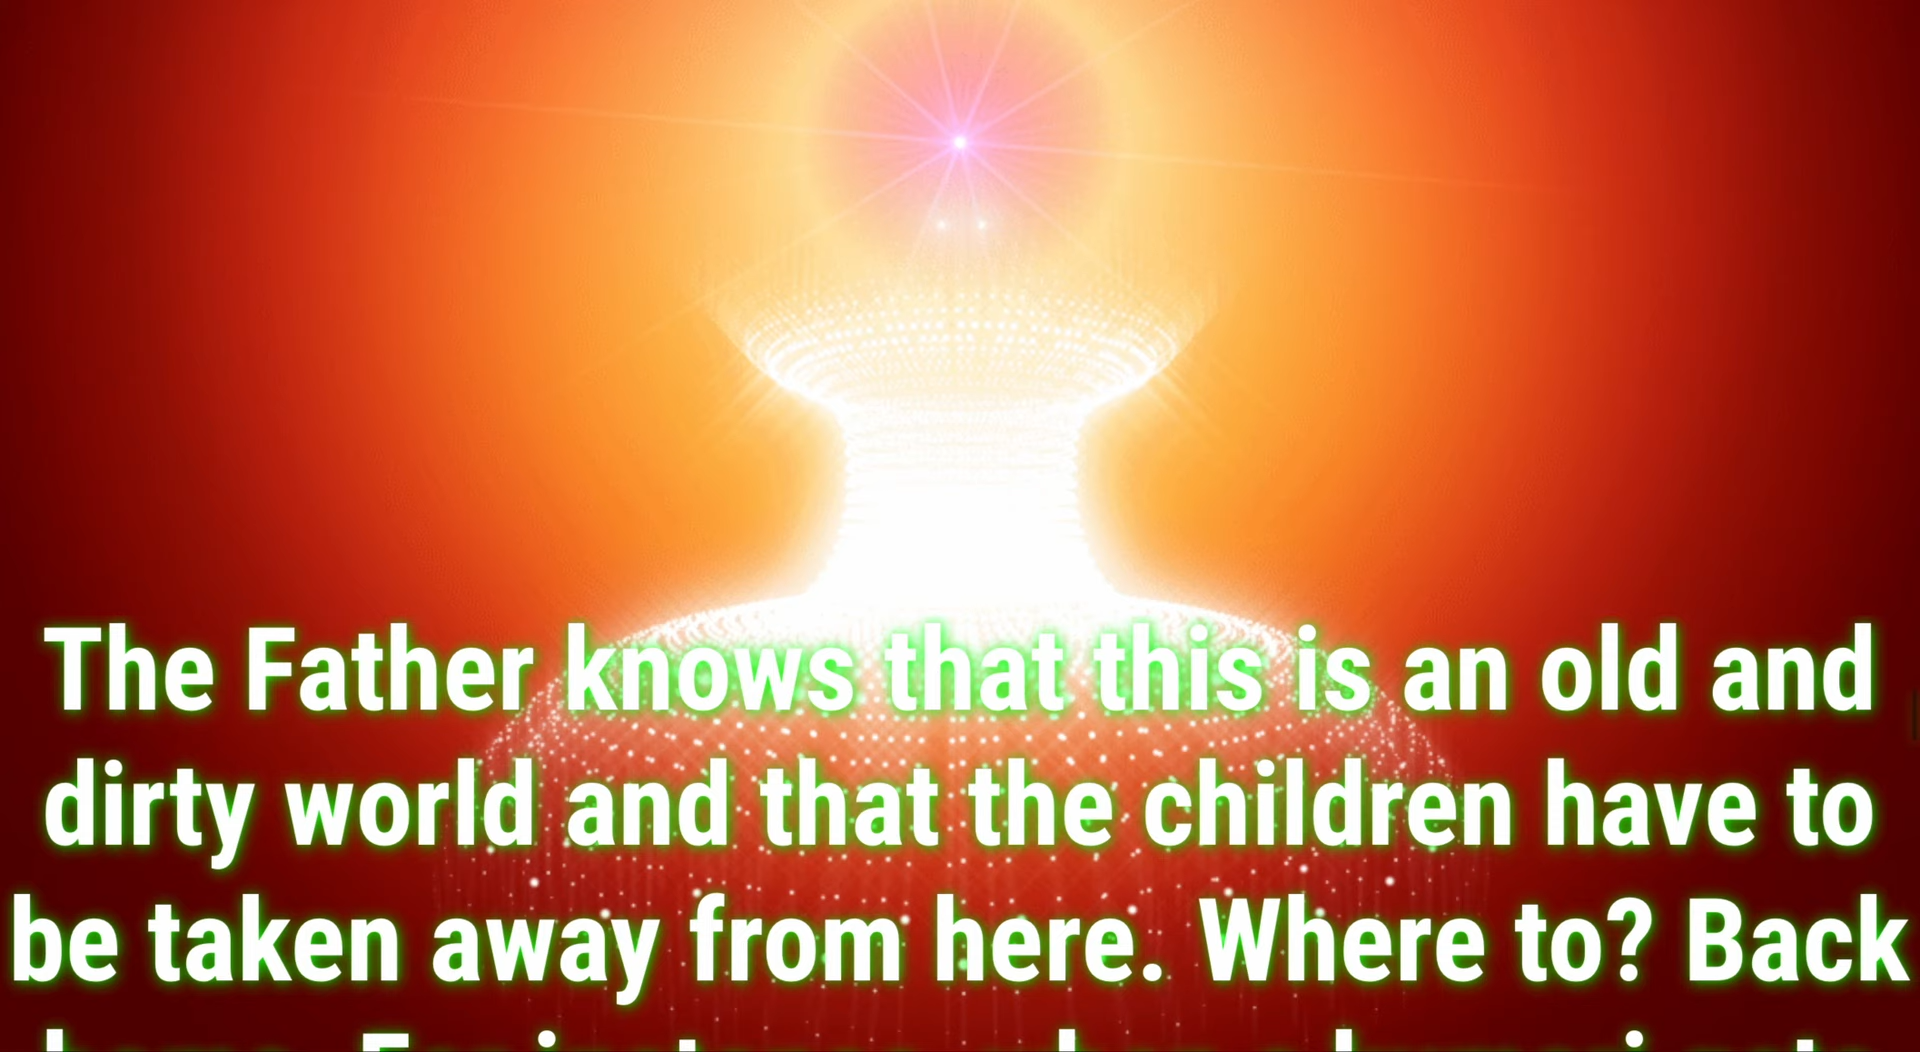 The Father knows that this is an old and
dirty world and that the children have to
be taken away from here. Where to? Back